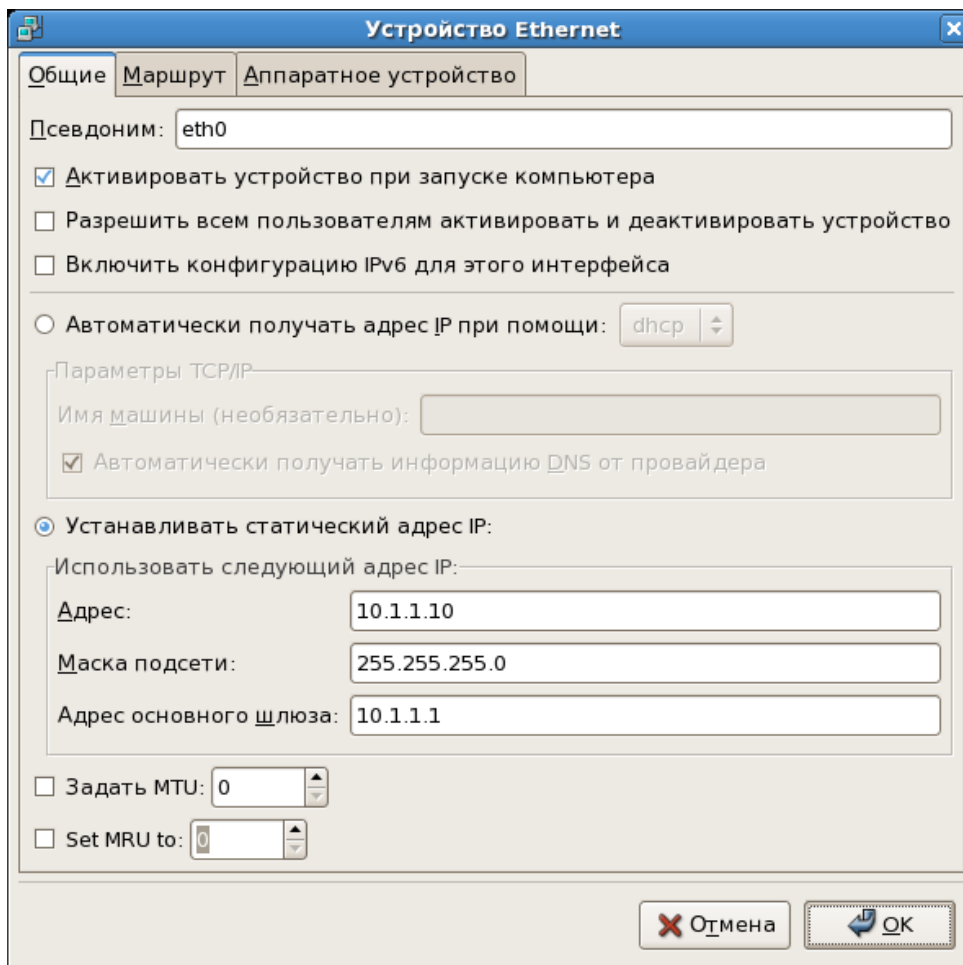 Устройство Ethernet
Общие Маршрут Аппаратное устройство
Псевдоним: eth0
Активировать устройство при запуске компьютера
Разрешить всем пользователям активировать и деактивировать устройство
Включить конфигурацию IPv6 для этого интерфейса
Автоматически получать адрес IP при помощи: dhcp
Параметры TCP/IP
Имя машины (необязательно):
Автоматически получать информацию DNS от провайдера
Устанавливать статический адрес IP:
Использовать следующий адрес IP:
Адрес: 10.1.1.10
Маска подсети: 255.255.255.0
Адрес основного шлюза: 10.1.1.1
Задать MTU: 0
Set MRU to: 0
Отмена OK